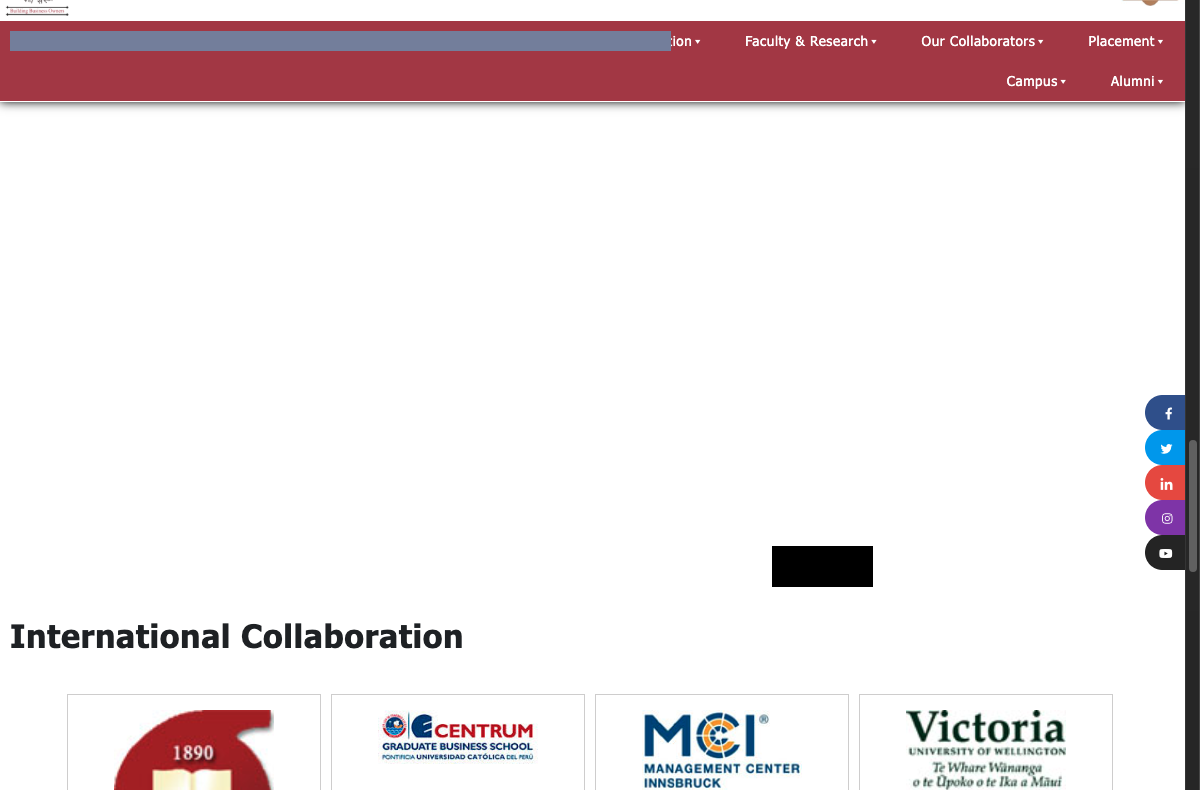 Building Business Owners
Faculty & Research
Our Collaborators
Placement
Campus
Alumni
International Collaboration
1890
CENTRUM
GRADUATE BUSINESS SCHOOL
PONTIFICIA UNIVERSIDAD CATÓLICA DEL PERÚ
MCI®
MANAGEMENT CENTER
INNSBRUCK
Victoria
UNIVERSITY OF WELLINGTON
Te Whare Wānanga
o te Ūpoko o te Ika a Māui